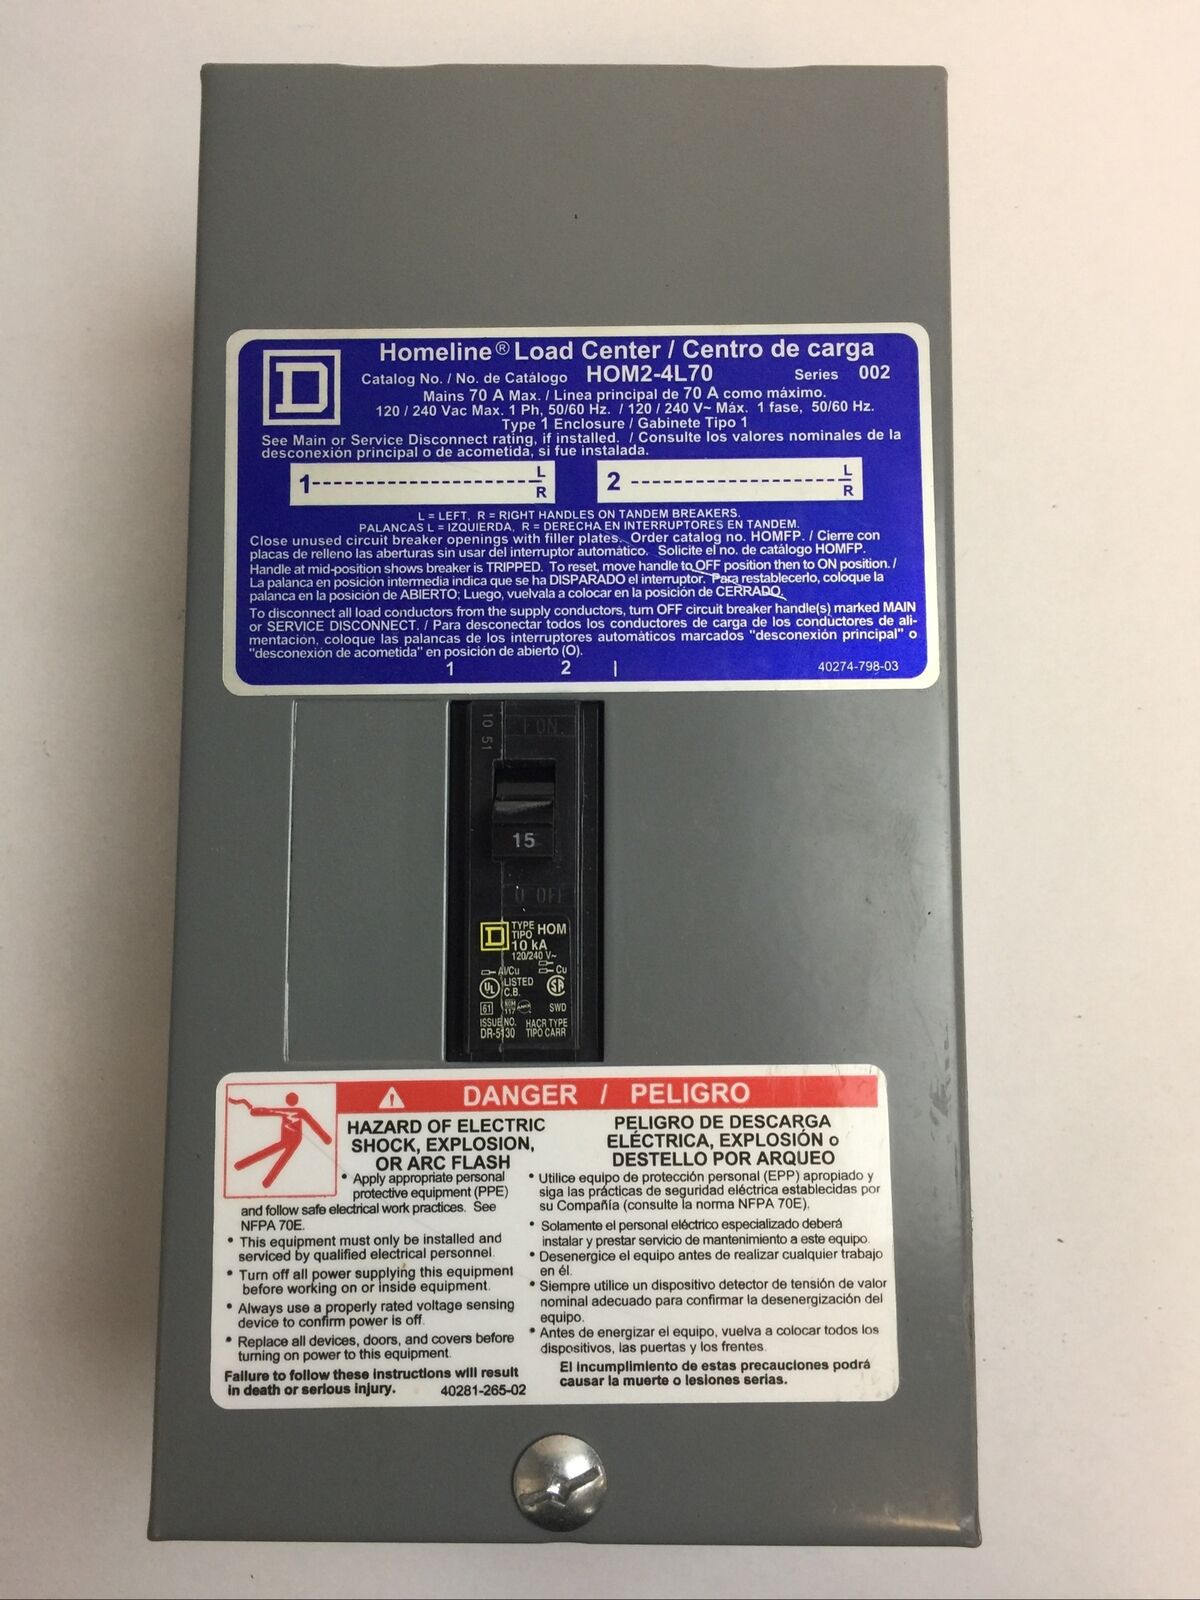 Homeline® Load Center / Centro de carga
Catalog No. / No. de Catálogo HOM2-4L70 Series 002
Mains 70 A Max. / Linea principal de 70 A como máximo.
120 / 240 Vac Max. 1 Ph, 50/60 Hz. / 120 / 240 V~ Máx. 1 fase, 50/60 Hz.
Type 1 Enclosure / Gabinete Tipo 1
See Main or Service Disconnect rating, if installed. / Consulte los valores nominales de la
desconexión principal o de acometida, si fue instalada.
1 L R 2 L R
L = LEFT, R = RIGHT HANDLES ON TANDEM BREAKERS.
PALANCAS L = IZQUIERDA, R = DERECHA EN INTERRUPTORES EN TANDEM.
Close unused circuit breaker openings with filler plates. Order catalog no. HOMFP. / Cierre con
placas de relleno las aberturas sin usar del interruptor automático. Solicite el no. de catálogo HOMFP.
Handle at mid-position shows breaker is TRIPPED. To reset, move handle to OFF position then to ON position. /
La palanca en posición intermedia indica que se ha DISPARADO el interruptor. Para restablecerlo, coloque la
palanca en la posición de ABIERTO; Luego, vuelvala a colocar en la posición de CERRADO.
To disconnect all load conductors from the supply conductors, turn OFF circuit breaker handle(s) marked MAIN
or SERVICE DISCONNECT. / Para desconectar todos los conductores de carga de los conductores de ali-
mentación, coloque las palancas de los interruptores automáticos marcados "desconexión principal" o
"desconexión de acometida" en posición de abierto (O).
1 2 | 40274-798-03
10 51
I ON
15
O OFF
D TYPE TIPO HOM
10 kA
120/240 V~
Al/Cu Cu
UL LISTED C.B. SA
61 NOM 117 SWD
ISSUE NO. HACR TYPE
DR-5130 TIPO CARR
DANGER / PELIGRO
HAZARD OF ELECTRIC
SHOCK, EXPLOSION,
OR ARC FLASH
• Apply appropriate personal
protective equipment (PPE)
and follow safe electrical work practices. See
NFPA 70E.
• This equipment must only be installed and
serviced by qualified electrical personnel.
• Turn off all power supplying this equipment
before working on or inside equipment.
• Always use a properly rated voltage sensing
device to confirm power is off.
• Replace all devices, doors, and covers before
turning on power to this equipment.
Failure to follow these instructions will result
in death or serious injury. 40281-265-02
PELIGRO DE DESCARGA
ELÉCTRICA, EXPLOSIÓN o
DESTELLO POR ARQUEO
• Utilice equipo de protección personal (EPP) apropiado y
siga las prácticas de seguridad eléctrica establecidas por
su Compañía (consulte la norma NFPA 70E).
• Solamente el personal eléctrico especializado deberá
instalar y prestar servicio de mantenimiento a este equipo.
• Desenergice el equipo antes de realizar cualquier trabajo
en él.
• Siempre utilice un dispositivo detector de tensión de valor
nominal adecuado para confirmar la desenergización del
equipo.
• Antes de energizar el equipo, vuelva a colocar todos los
dispositivos, las puertas y los frentes.
El incumplimiento de estas precauciones podrá
causar la muerte o lesiones serias.